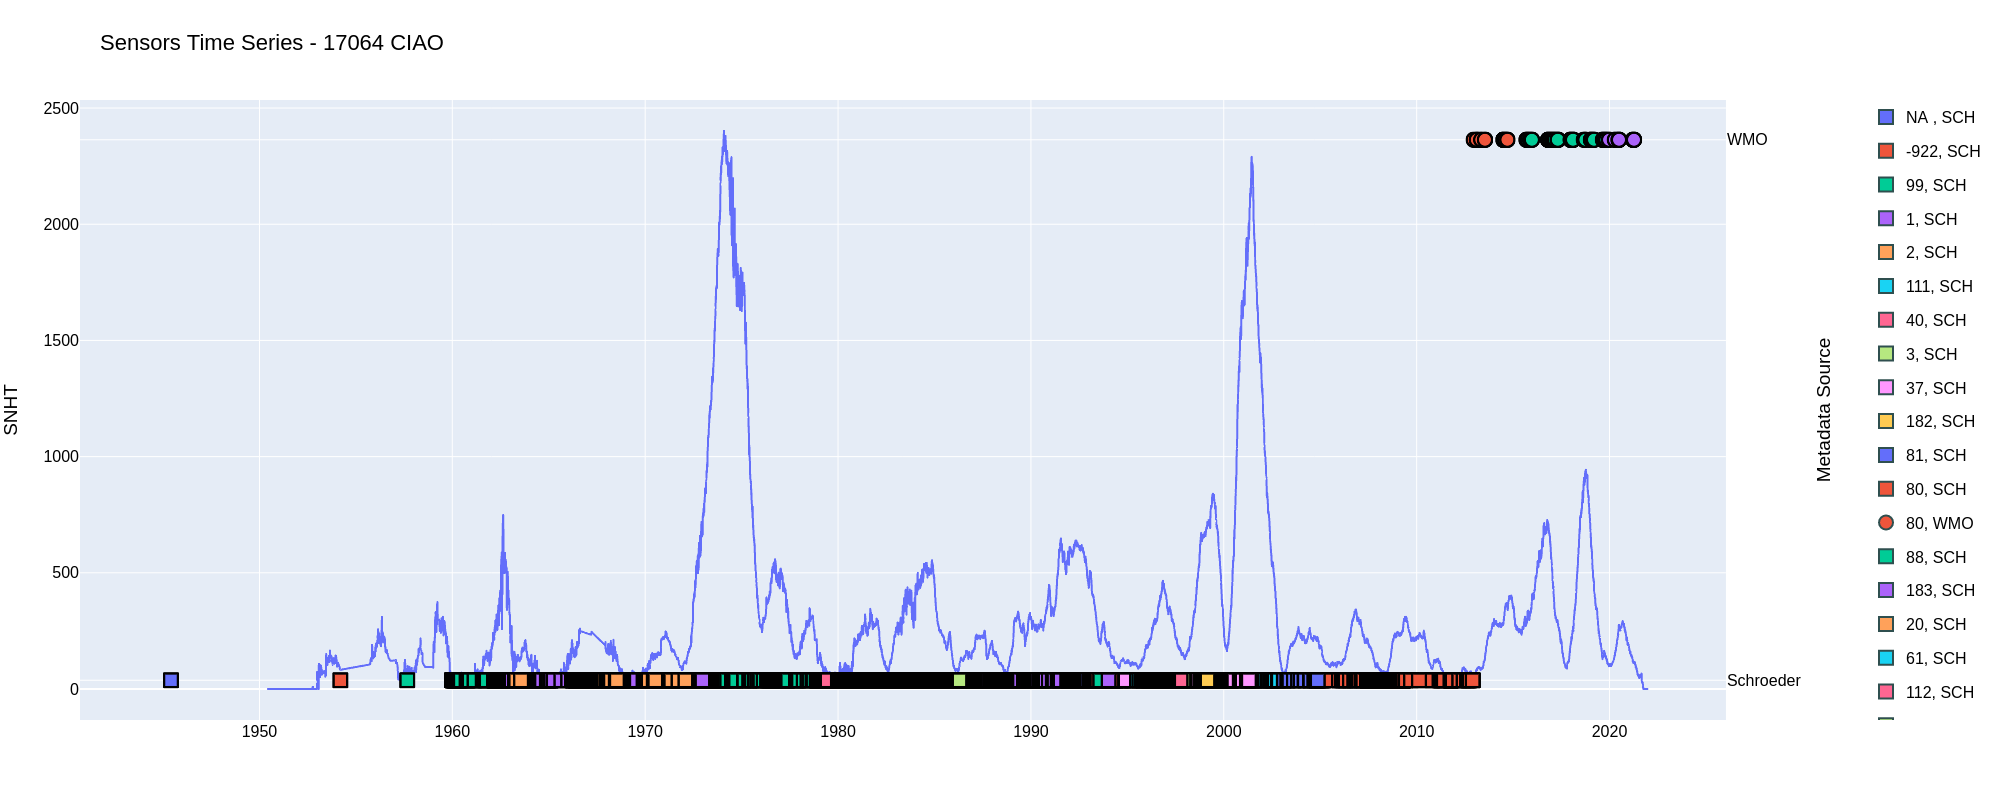 Sensors Time Series - 17064 CIAO
SNHT
2500
2000
1500
1000
500
0
1950
1960
1970
1980
1990
2000
2010
2020
WMO
Schroeder
Metadata Source
NA , SCH
-922, SCH
99, SCH
1, SCH
2, SCH
111, SCH
40, SCH
3, SCH
37, SCH
182, SCH
81, SCH
80, SCH
80, WMO
88, SCH
183, SCH
20, SCH
61, SCH
112, SCH